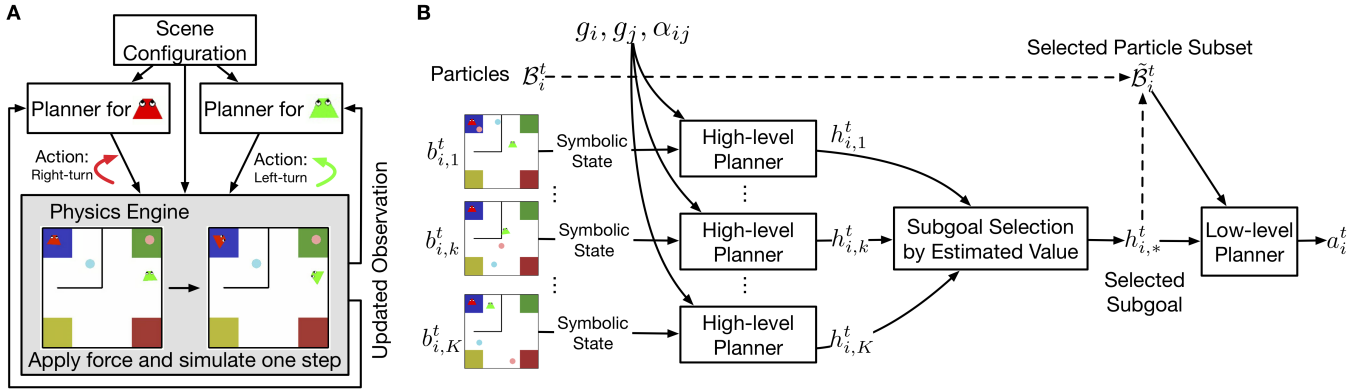 A
Scene
Configuration
Planner for
Planner for
Action:
Right-turn
Action:
Left-turn
Physics Engine
Apply force and simulate one step
Updated Observation
B
g_i, g_j, α_{ij}
Particles B_i^t
Selected Particle Subset
\tilde{B}_i^t
b_{i,1}^t
Symbolic
State
High-level
Planner
h_{i,1}^t
b_{i,k}^t
Symbolic
State
High-level
Planner
h_{i,k}^t
Subgoal Selection
by Estimated Value
h_{i,*}^t
Selected
Subgoal
Low-level
Planner
a_i^t
b_{i,K}^t
Symbolic
State
High-level
Planner
h_{i,K}^t